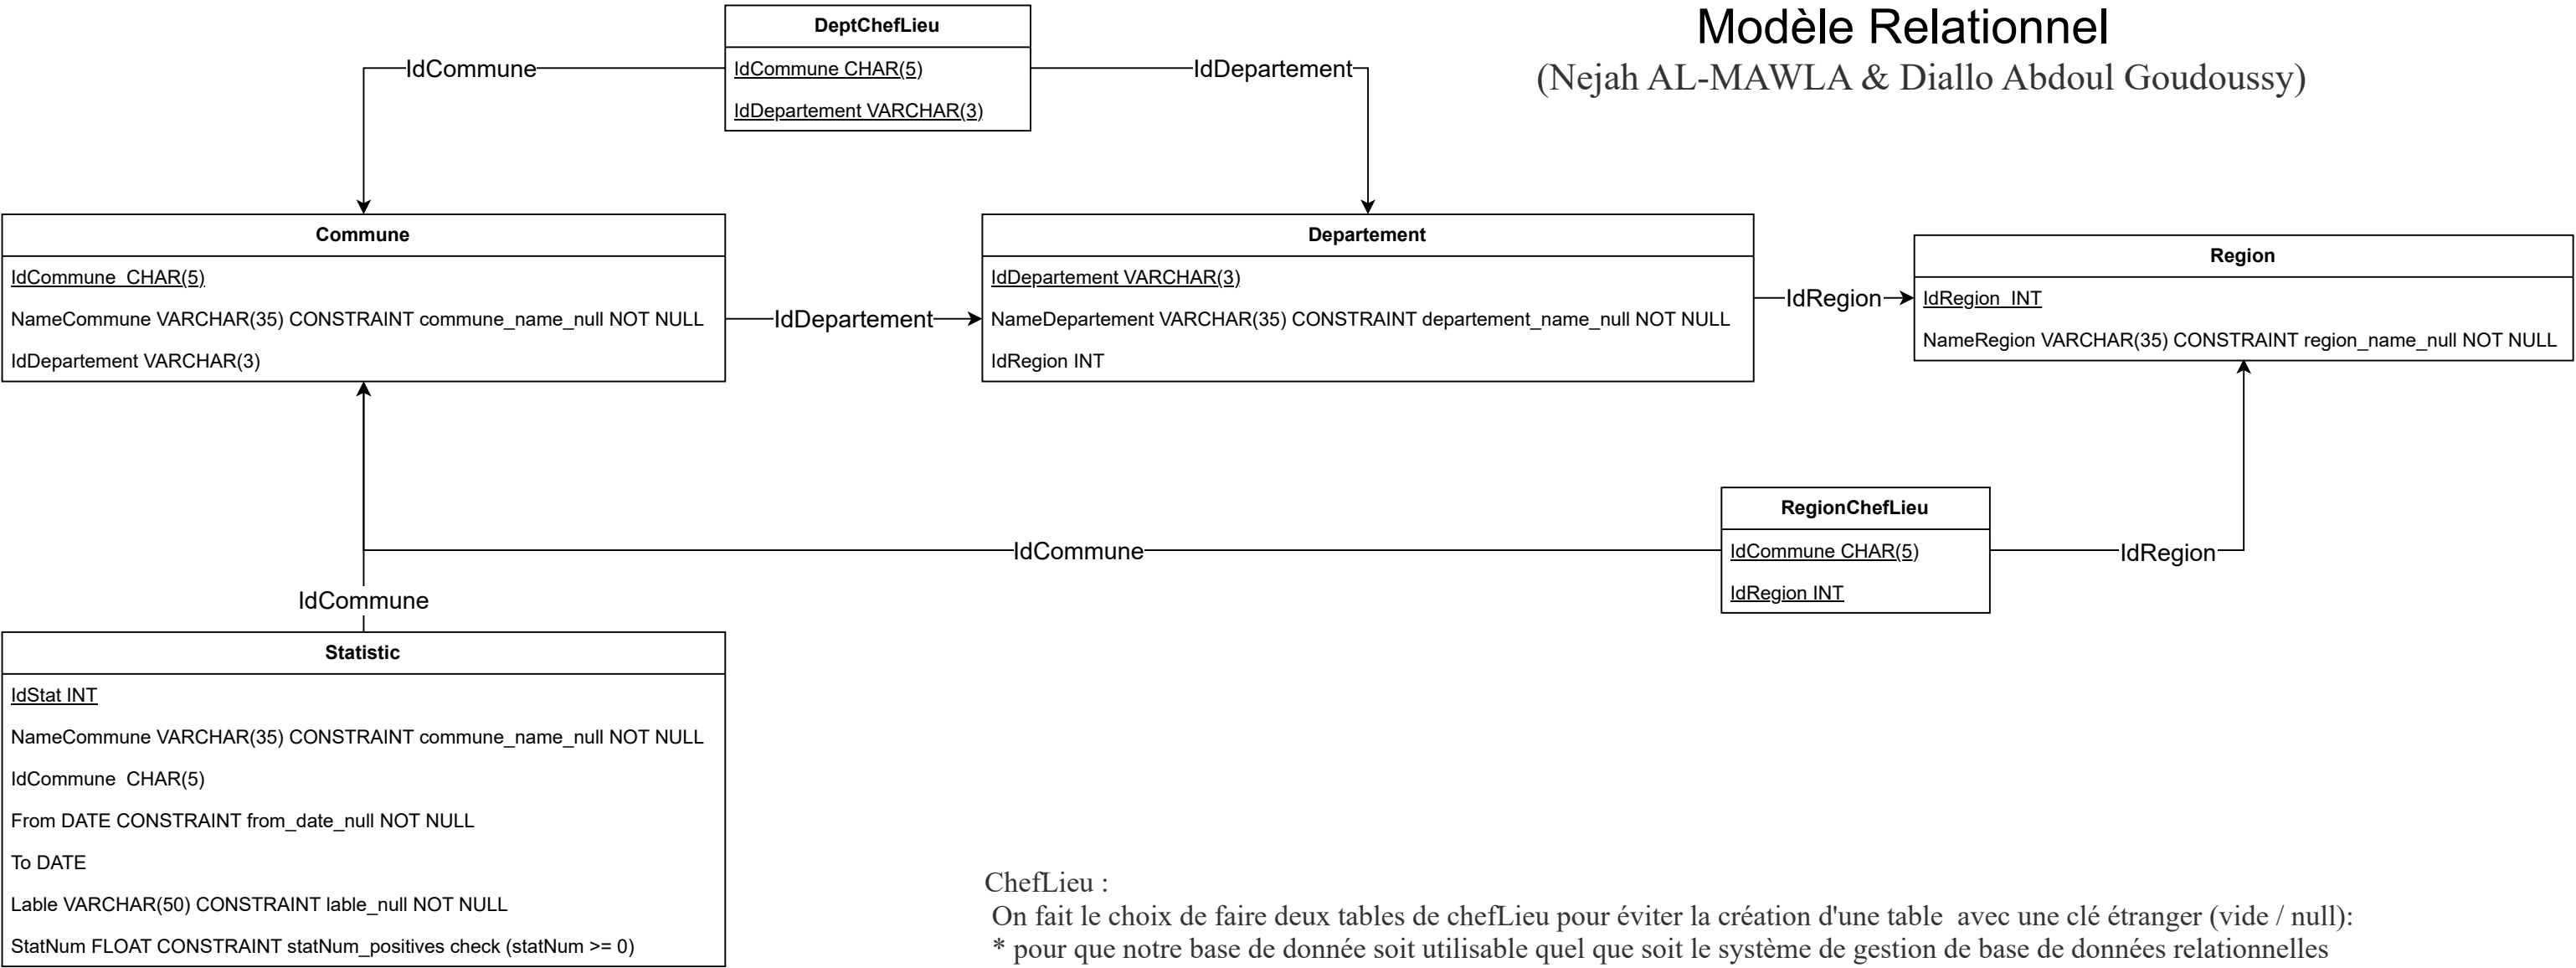 Modèle Relationnel
(Nejah AL-MAWLA & Diallo Abdoul Goudoussy)
DeptChefLieu
IdCommune CHAR(5)
IdDepartement VARCHAR(3)
IdCommune
IdDepartement
Commune
IdCommune  CHAR(5)
NameCommune VARCHAR(35) CONSTRAINT commune_name_null NOT NULL
IdDepartement VARCHAR(3)
IdDepartement
Departement
IdDepartement VARCHAR(3)
NameDepartement VARCHAR(35) CONSTRAINT departement_name_null NOT NULL
IdRegion INT
IdRegion
Region
IdRegion  INT
NameRegion VARCHAR(35) CONSTRAINT region_name_null NOT NULL
RegionChefLieu
IdCommune CHAR(5)
IdRegion INT
IdCommune
IdRegion
IdCommune
Statistic
IdStat INT
NameCommune VARCHAR(35) CONSTRAINT commune_name_null NOT NULL
IdCommune  CHAR(5)
From DATE CONSTRAINT from_date_null NOT NULL
To DATE
Lable VARCHAR(50) CONSTRAINT lable_null NOT NULL
StatNum FLOAT CONSTRAINT statNum_positives check (statNum >= 0)
ChefLieu :
On fait le choix de faire deux tables de chefLieu pour éviter la création d'une table  avec une clé étranger (vide / null):
* pour que notre base de donnée soit utilisable quel que soit le système de gestion de base de données relationnelles